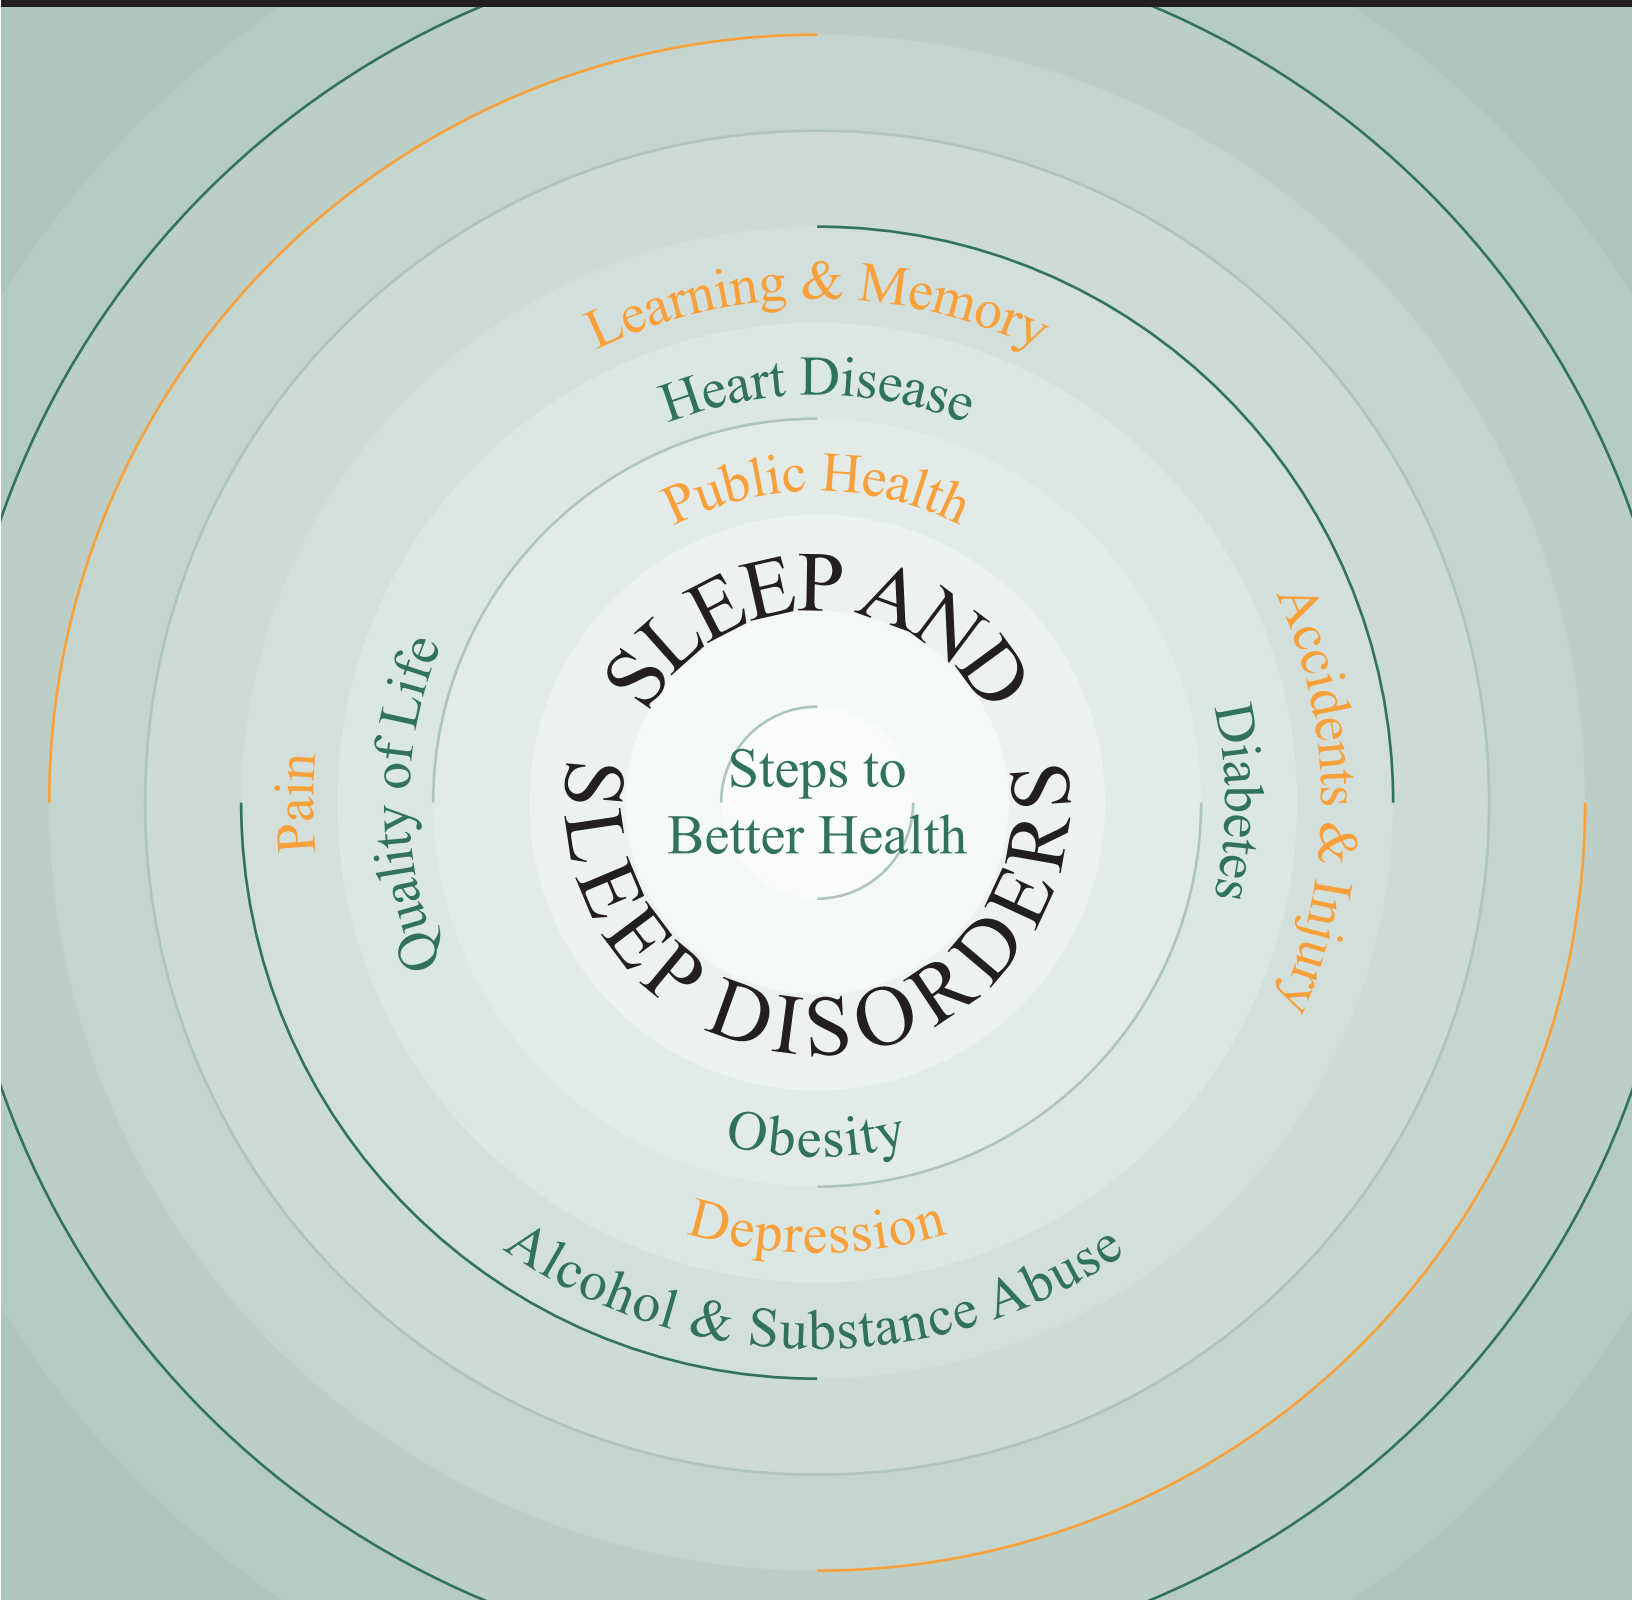 Learning & Memory
Heart Disease
Public Health
SLEEP AND
Accidents & Injury
Quality of Life
Diabetes
Pain
Steps to
Better Health
SLEEP DISORDERS
Obesity
Depression
Alcohol & Substance Abuse